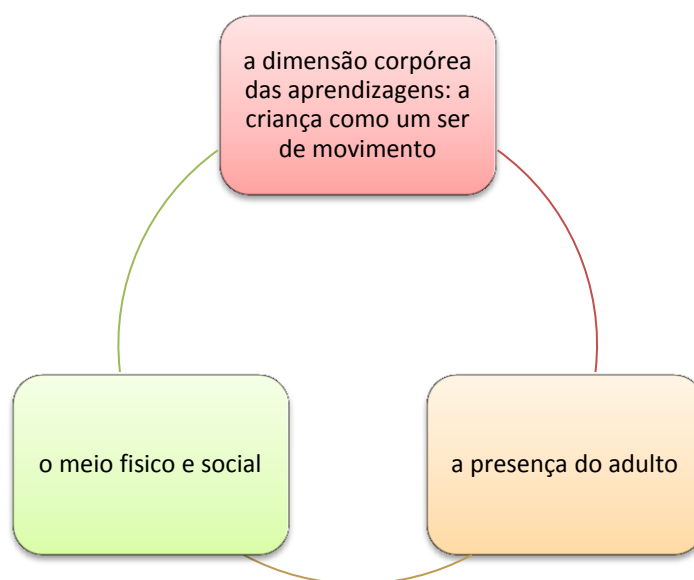 a dimensão corpórea
das aprendizagens: a
criança como um ser
de movimento
o meio fisico e social
a presença do adulto